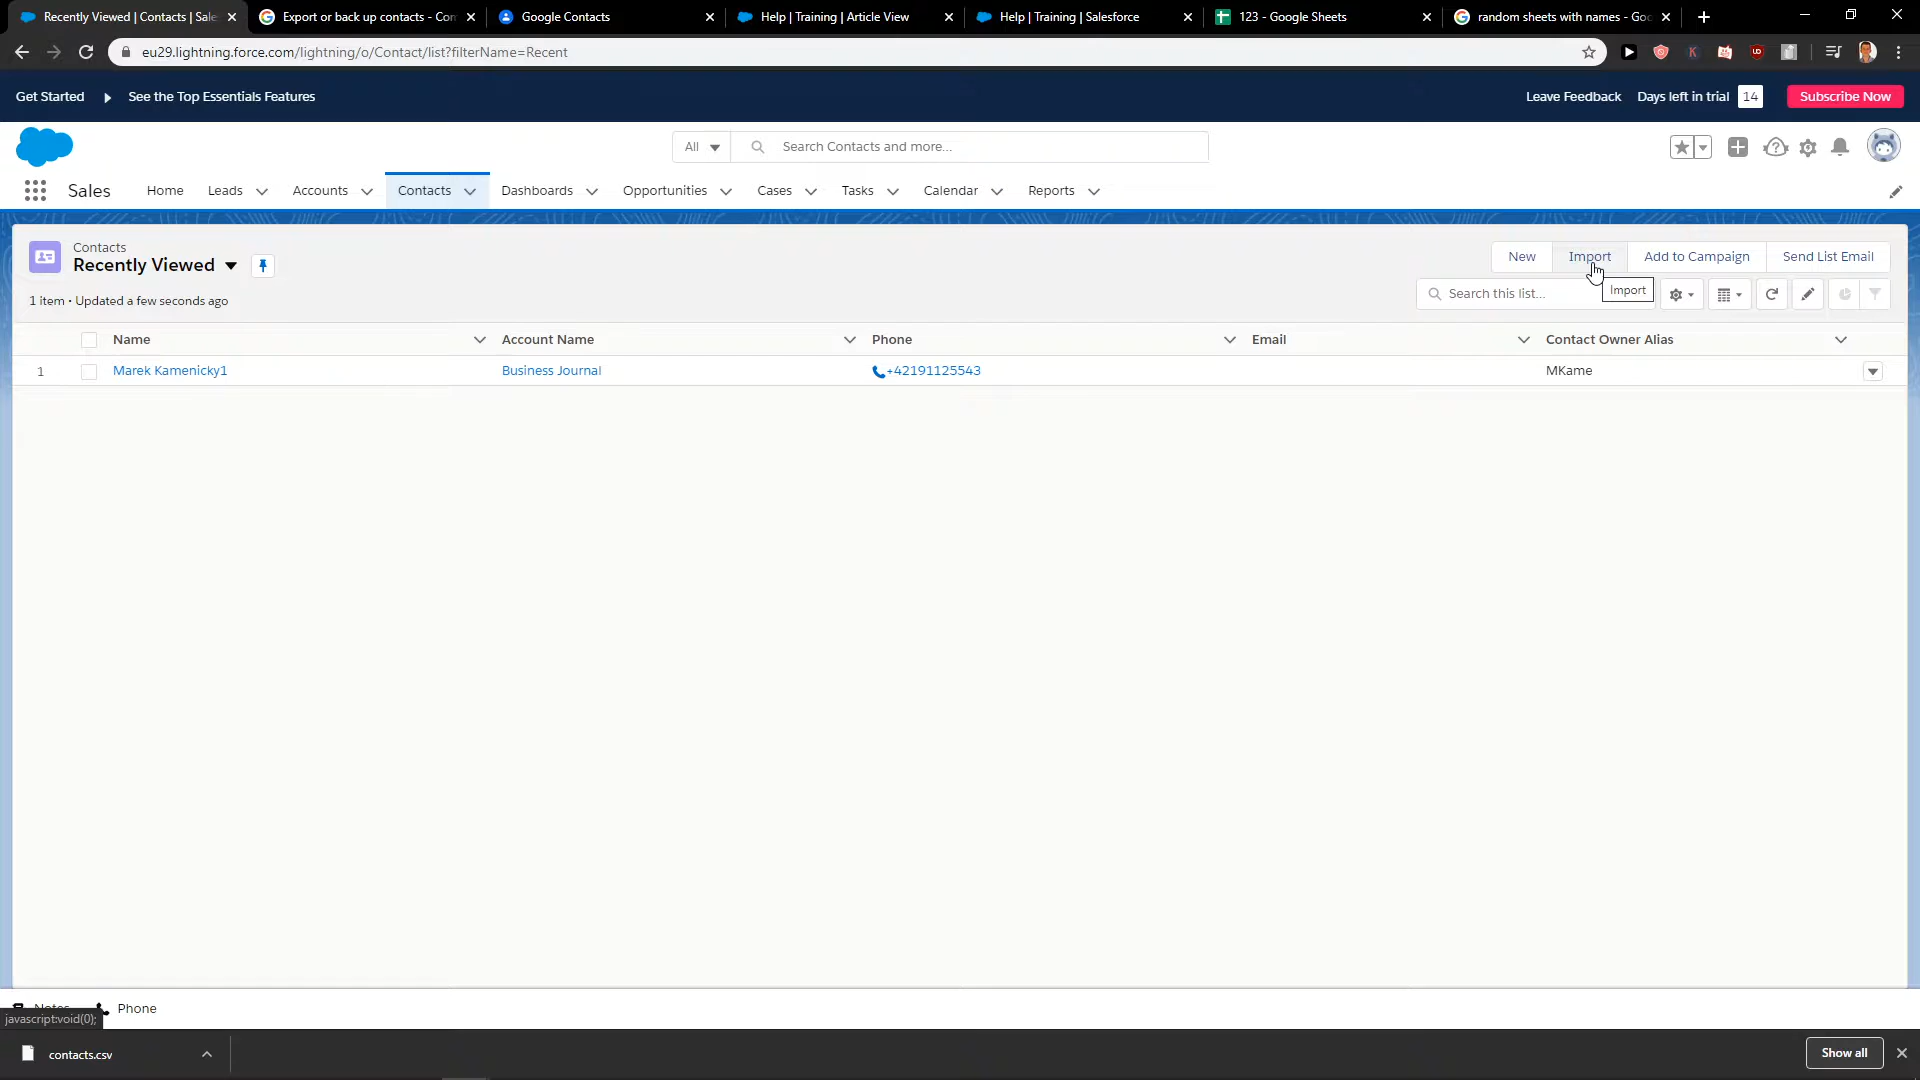 Recently Viewed | Contacts | Sale
Export or back up contacts - Com
Google Contacts
Help | Training | Article View
Help | Training | Salesforce
123 - Google Sheets
random sheets with names - Goo
eu29.lightning.force.com/lightning/o/Contact/list?filterName=Recent
Get Started
See the Top Essentials Features
Leave Feedback
Days left in trial
14
Subscribe Now
All
Search Contacts and more...
Sales
Home
Leads
Accounts
Contacts
Dashboards
Opportunities
Cases
Tasks
Calendar
Reports
Contacts
Recently Viewed
New
Import
Add to Campaign
Send List Email
1 item • Updated a few seconds ago
Search this list...
Import
Name
Account Name
Phone
Email
Contact Owner Alias
1
Marek Kamenicky1
Business Journal
+42191125543
MKame
Notes
Phone
javascript:void(0);
contacts.csv
Show all